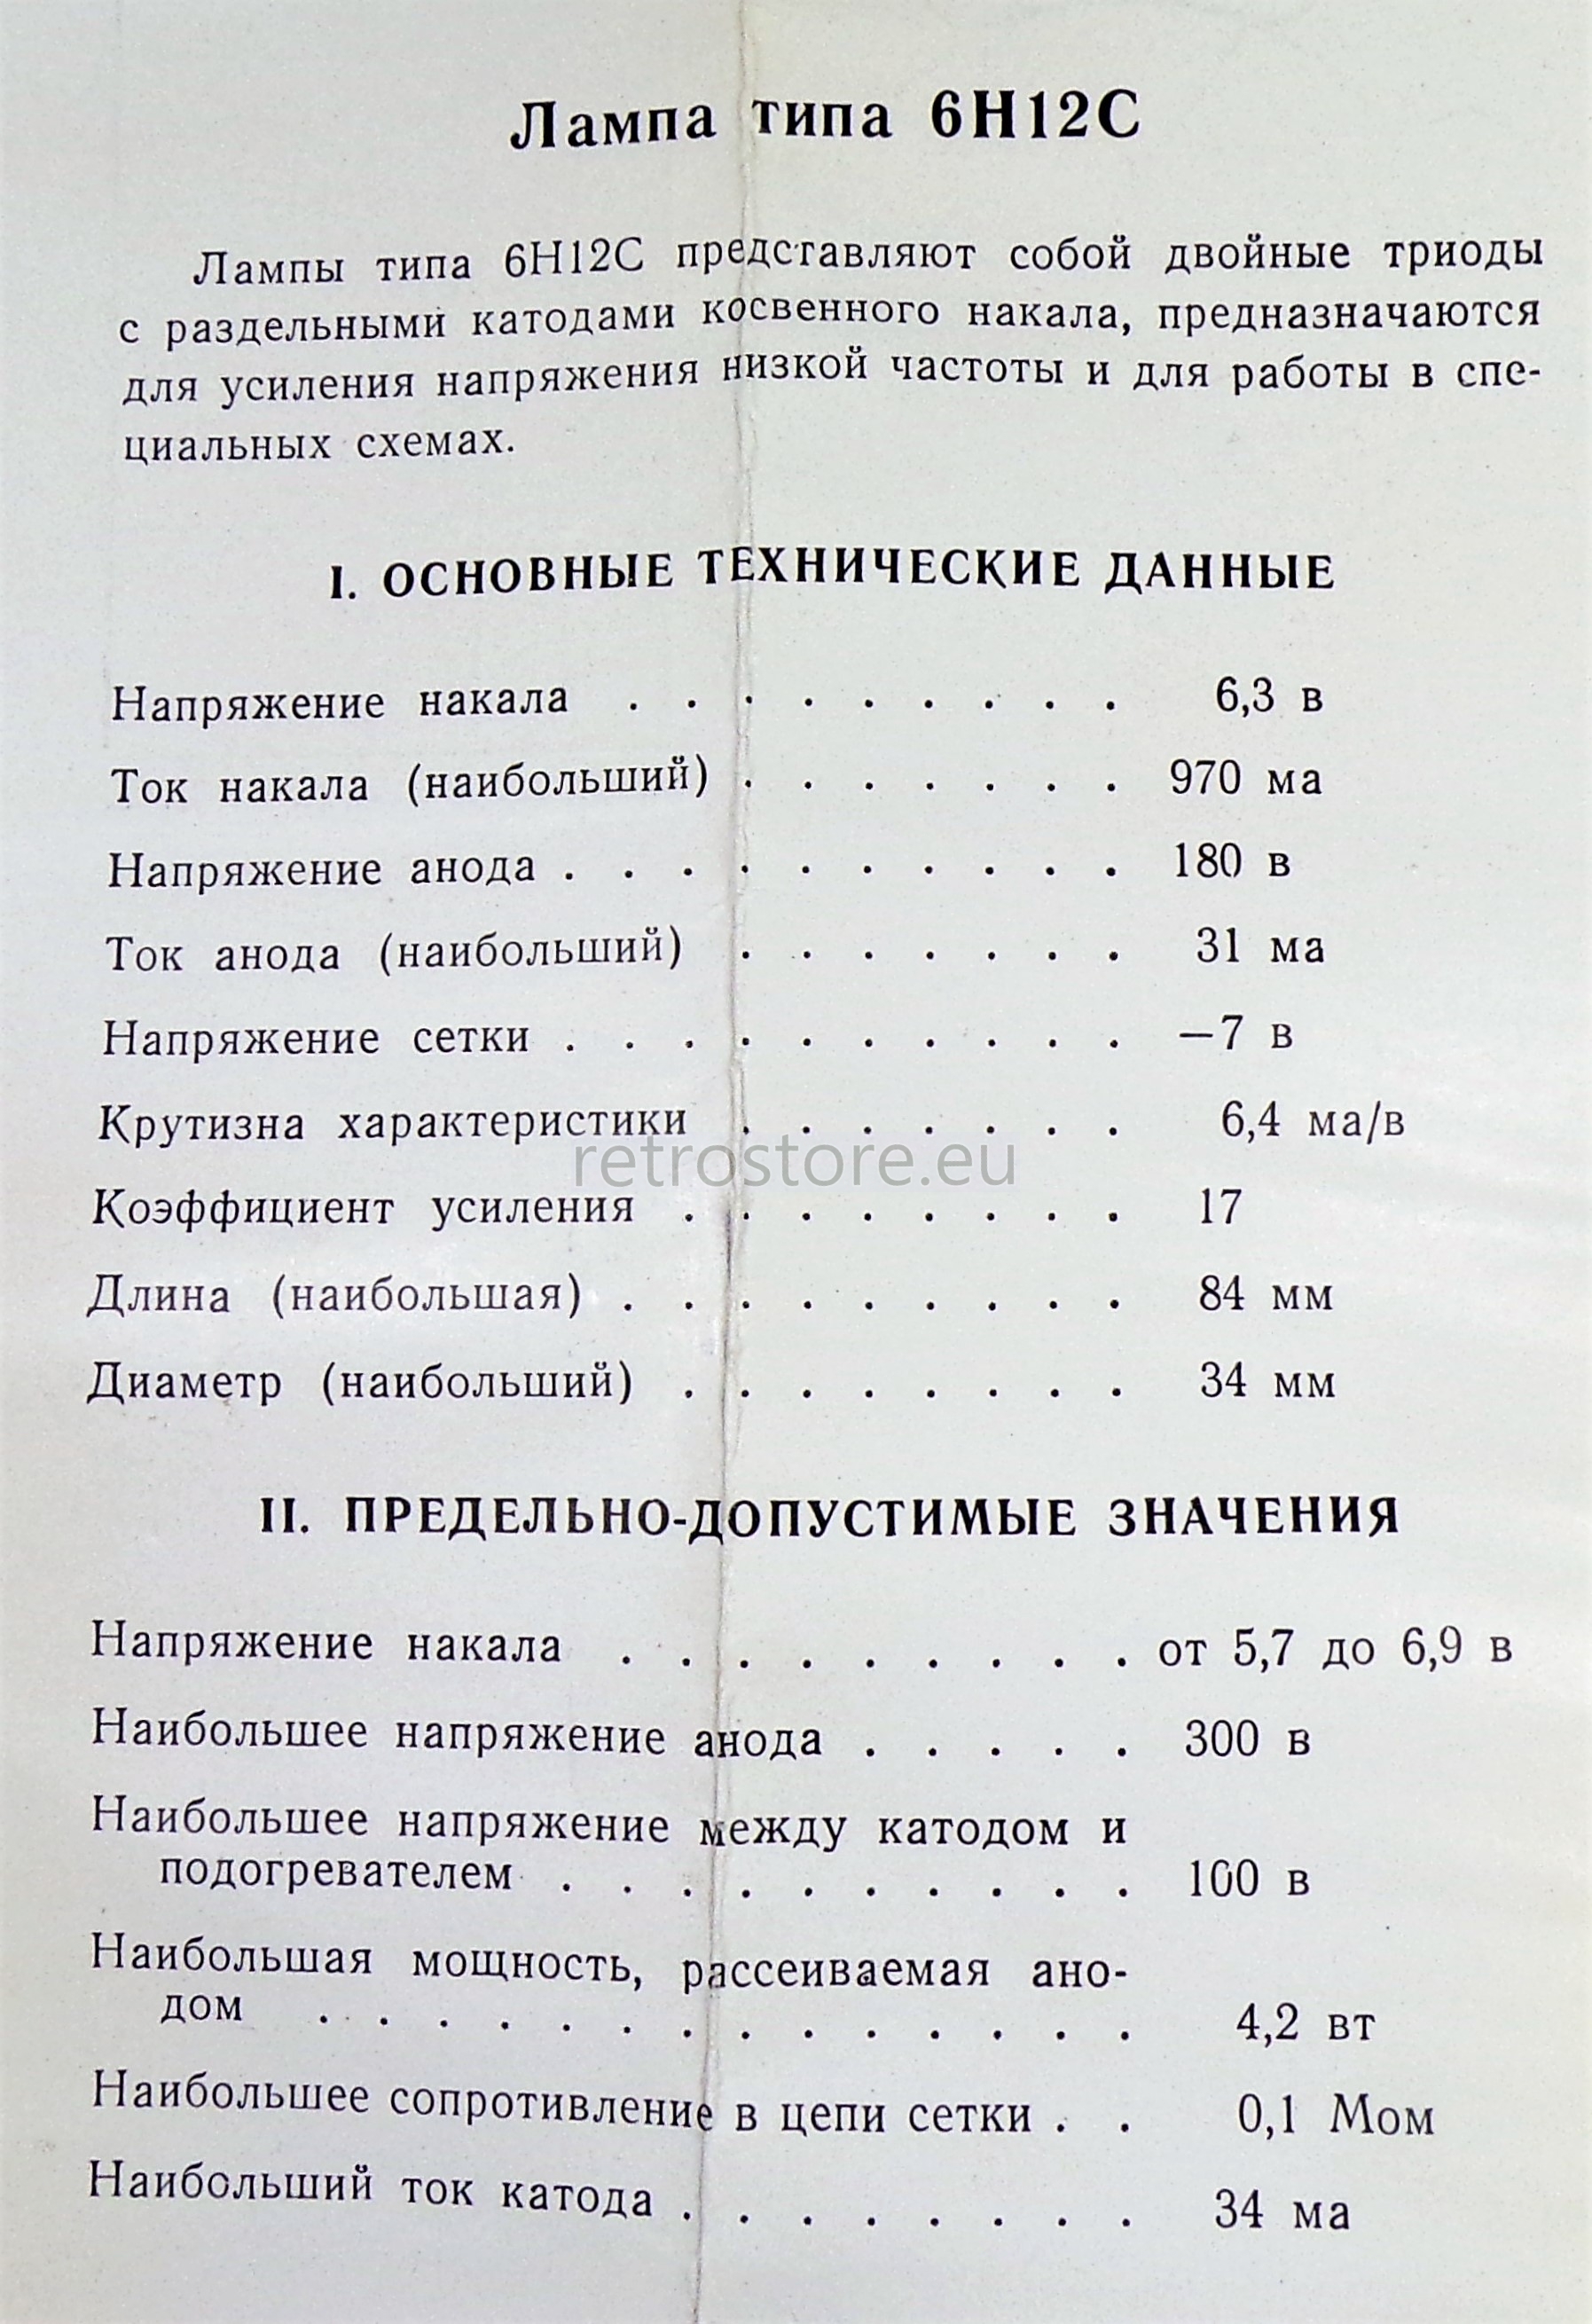 Лампа типа 6Н12С
Лампы типа 6Н12С представляют собой двойные триоды
с раздельными катодами косвенного накала, предназначаются
для усиления напряжения низкой частоты и для работы в спе-
циальных схемах.
I. ОСНОВНЫЕ ТЕХНИЧЕСКИЕ ДАННЫЕ
Напряжение накала . . . . . . . . . 6,3 в
Ток накала (наибольший) . . . . . . . 970 ма
Напряжение анода . . . . . . . . . . 180 в
Ток анода (наибольший) . . . . . . . 31 ма
Напряжение сетки . . . . . . . . . . —7 в
Крутизна характеристики . . . . . . . 6,4 ма/в
retrostore.eu
Коэффициент усиления . . . . . . . . 17
Длина (наибольшая) . . . . . . . . . 84 мм
Диаметр (наибольший) . . . . . . . . 34 мм
II. ПРЕДЕЛЬНО-ДОПУСТИМЫЕ ЗНАЧЕНИЯ
Напряжение накала . . . . . . . . . от 5,7 до 6,9 в
Наибольшее напряжение анода . . . . . 300 в
Наибольшее напряжение между катодом и
подогревателем . . . . . . . . . . 100 в
Наибольшая мощность, рассеиваемая ано-
дом . . . . . . . . . . . . . . 4,2 вт
Наибольшее сопротивление в цепи сетки . . 0,1 Мом
Наибольший ток катода . . . . . . . . 34 ма